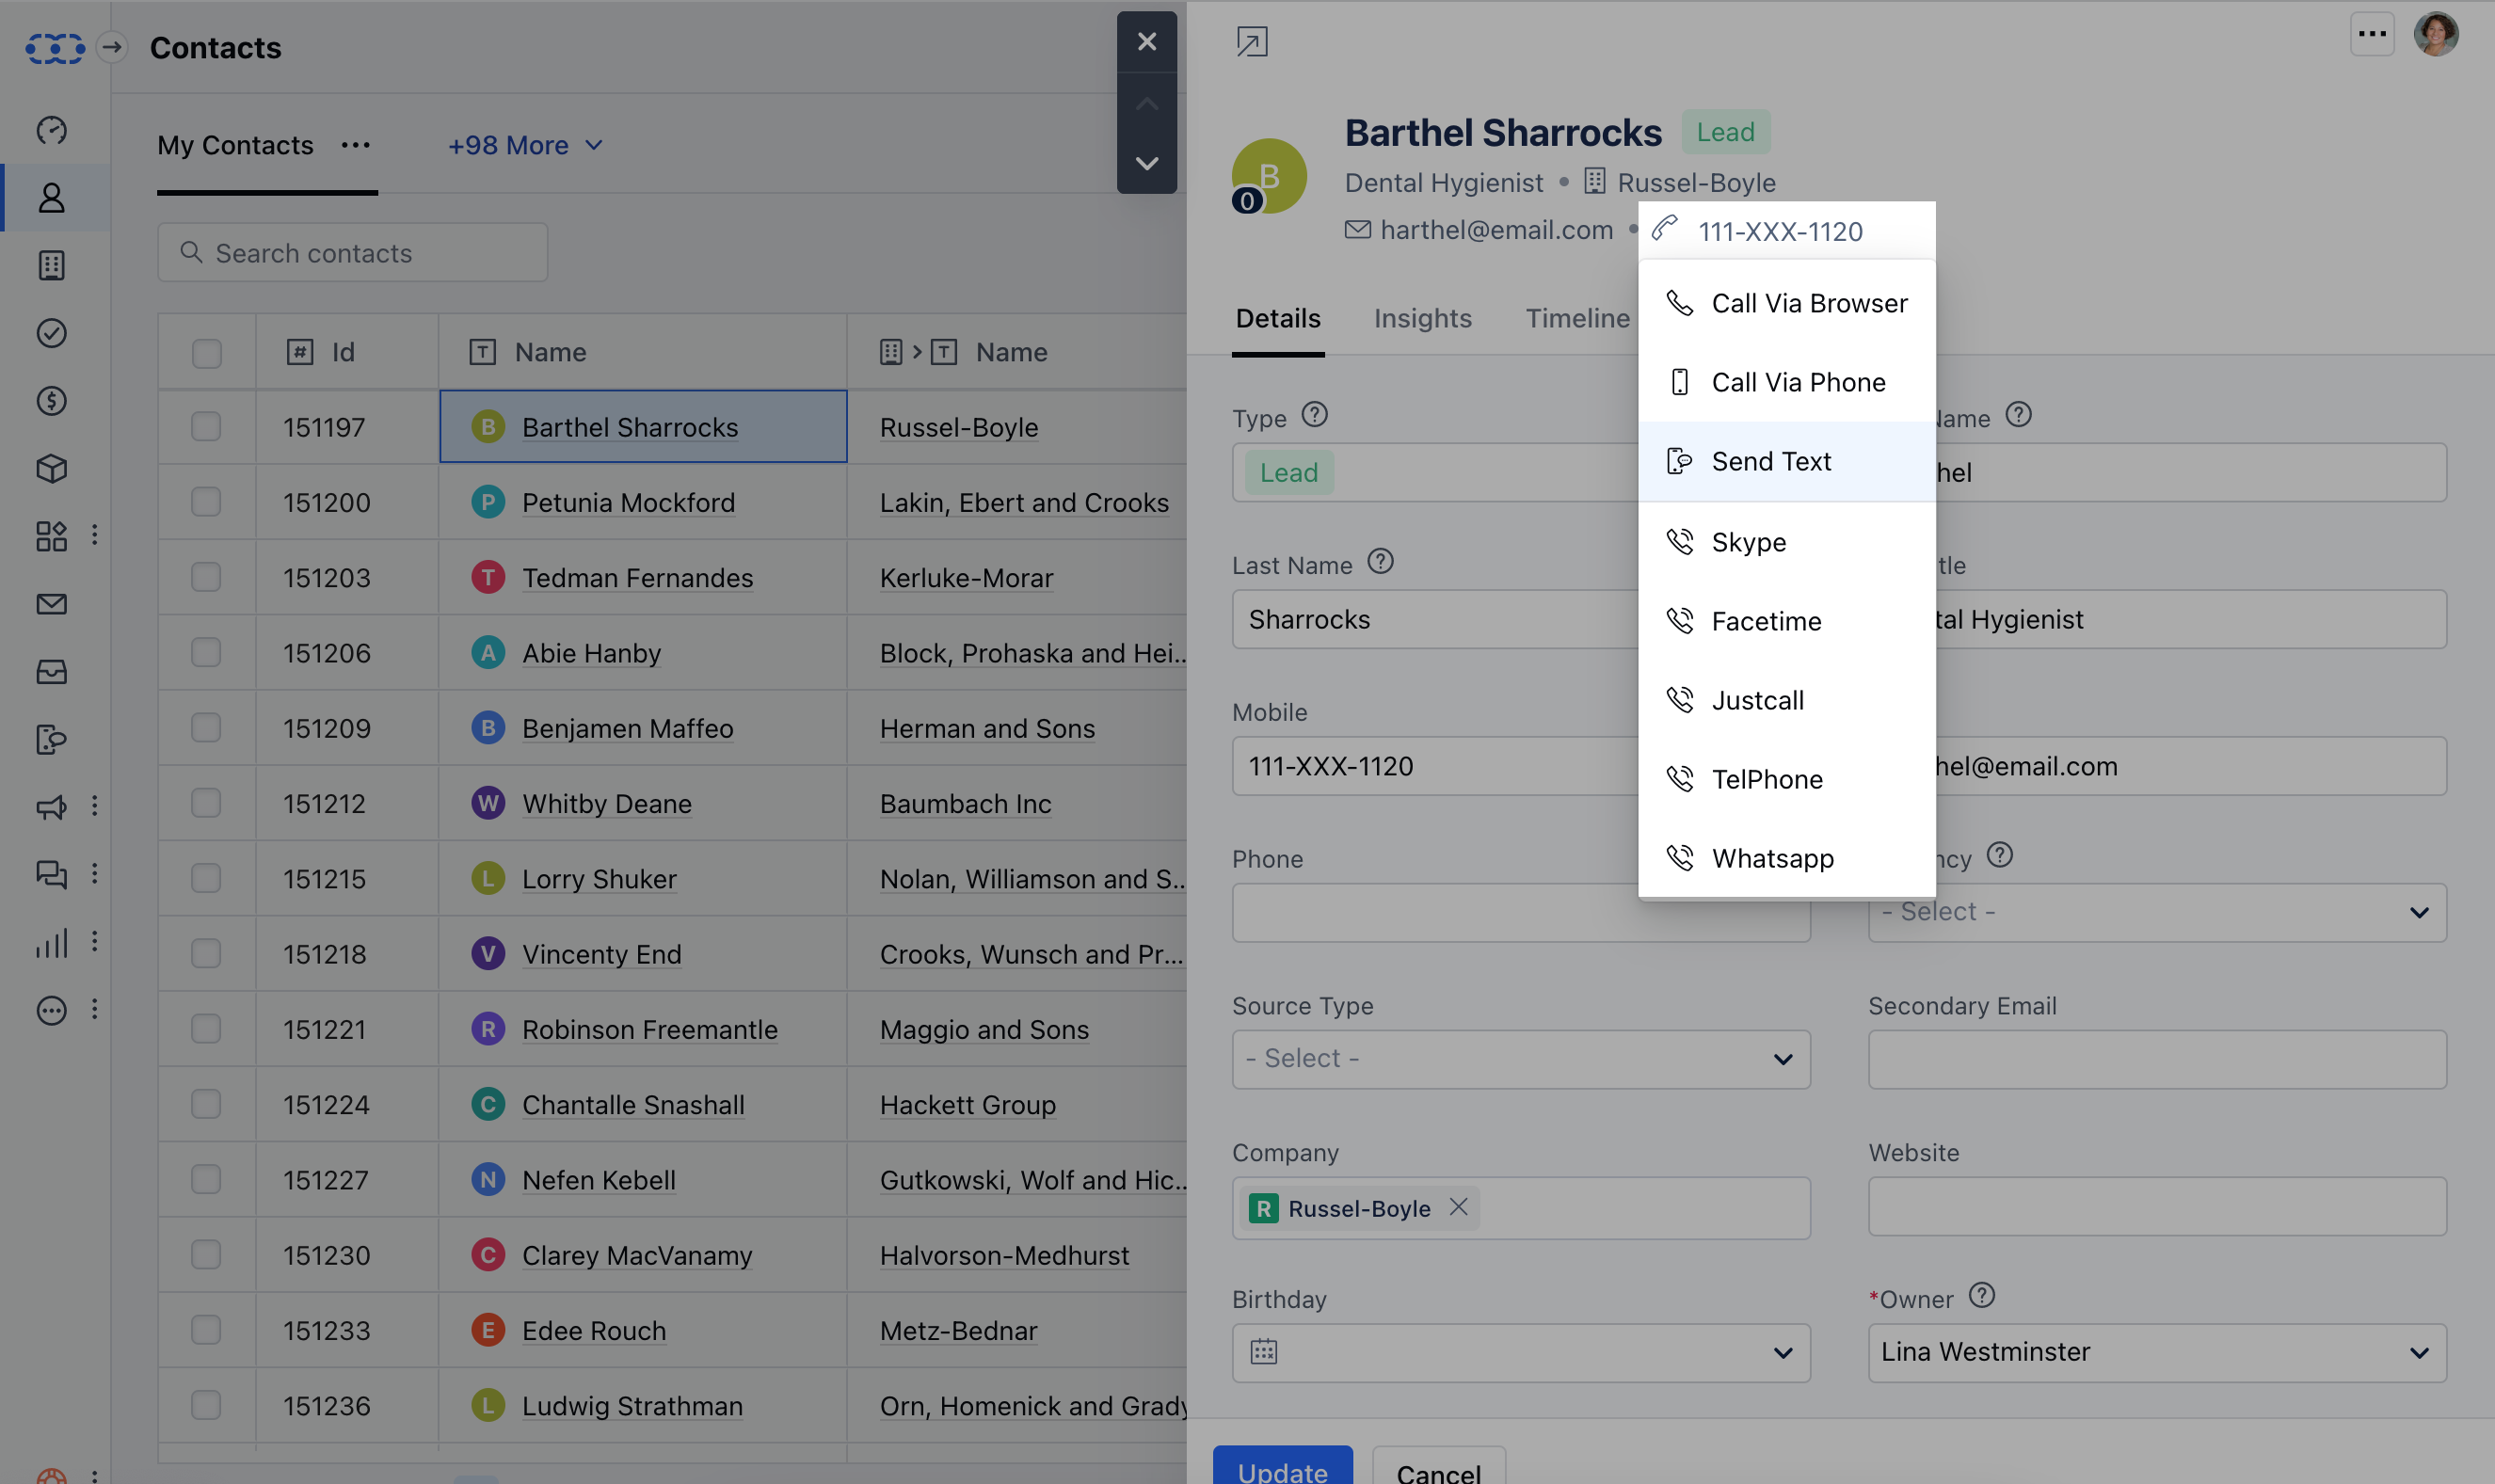 Contacts
My Contacts
+98 More
Search contacts
Id
Name
Name
151197
B
Barthel Sharrocks
Russel-Boyle
151200
P
Petunia Mockford
Lakin, Ebert and Crooks
151203
T
Tedman Fernandes
Kerluke-Morar
151206
A
Abie Hanby
Block, Prohaska and Hei...
151209
B
Benjamen Maffeo
Herman and Sons
151212
W
Whitby Deane
Baumbach Inc
151215
L
Lorry Shuker
Nolan, Williamson and S...
151218
V
Vincenty End
Crooks, Wunsch and Pr...
151221
R
Robinson Freemantle
Maggio and Sons
151224
C
Chantalle Snashall
Hackett Group
151227
N
Nefen Kebell
Gutkowski, Wolf and Hic...
151230
C
Clarey MacVanamy
Halvorson-Medhurst
151233
E
Edee Rouch
Metz-Bednar
151236
L
Ludwig Strathman
Orn, Homenick and Grady
B
0
Barthel Sharrocks
Lead
Dental Hygienist • Russel-Boyle
harthel@email.com • 111-XXX-1120
Call Via Browser
Call Via Phone
Send Text
Skype
Facetime
Justcall
TelPhone
Whatsapp
Details
Insights
Timeline
Type
Lead
Name
hel
Last Name
Sharrocks
tle
tal Hygienist
Mobile
111-XXX-1120
hel@email.com
Phone
ncy
- Select -
Source Type
- Select -
Secondary Email
Company
R
Russel-Boyle
Website
Birthday
*Owner
Lina Westminster
Update
Cancel